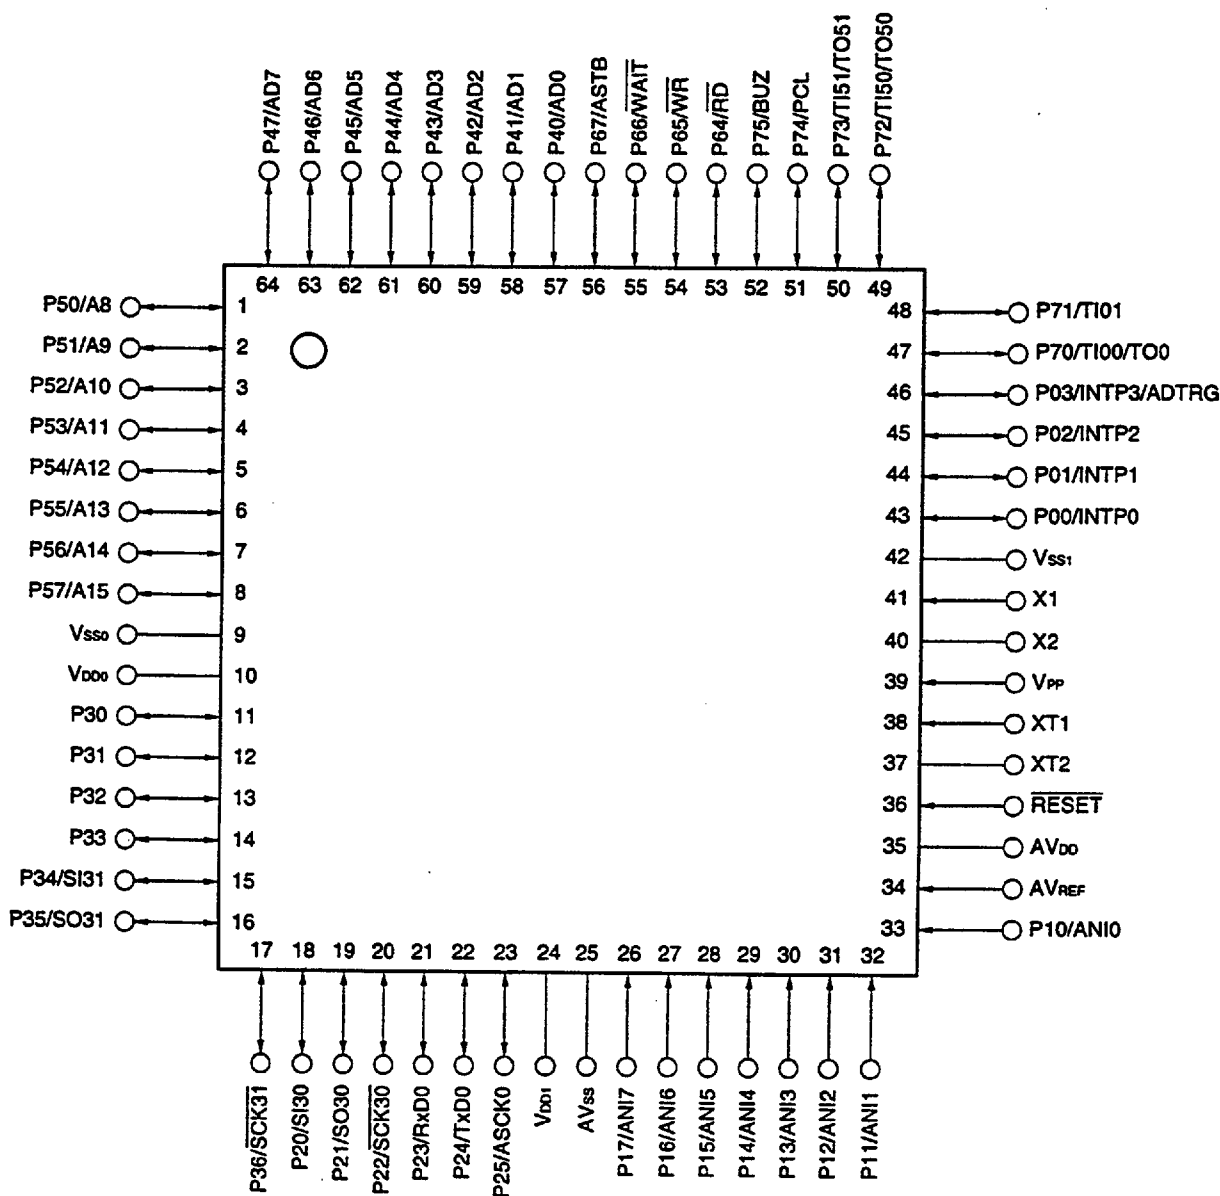 P47/AD7
P46/AD6
P45/AD5
P44/AD4
P43/AD3
P42/AD2
P41/AD1
P40/AD0
P67/ASTB
P66/WAIT
P65/WR
P64/RD
P75/BUZ
P74/PCL
P73/TI51/TO51
P72/TI50/TO50
64 63 62 61 60 59 58 57 56 55 54 53 52 51 50 49
P50/A8 1
P51/A9 2
P52/A10 3
P53/A11 4
P54/A12 5
P55/A13 6
P56/A14 7
P57/A15 8
VSS0 9
VDD0 10
P30 11
P31 12
P32 13
P33 14
P34/SI31 15
P35/SO31 16
48 P71/TI01
47 P70/TI00/TO0
46 P03/INTP3/ADTRG
45 P02/INTP2
44 P01/INTP1
43 P00/INTP0
42 VSS1
41 X1
40 X2
39 VPP
38 XT1
37 XT2
36 RESET
35 AVDD
34 AVREF
33 P10/ANI0
17 18 19 20 21 22 23 24 25 26 27 28 29 30 31 32
P36/SCK31
P20/SI30
P21/SO30
P22/SCK30
P23/RxD0
P24/TxD0
P25/ASCK0
VDD1
AVSS
P17/ANI7
P16/ANI6
P15/ANI5
P14/ANI4
P13/ANI3
P12/ANI2
P11/ANI1